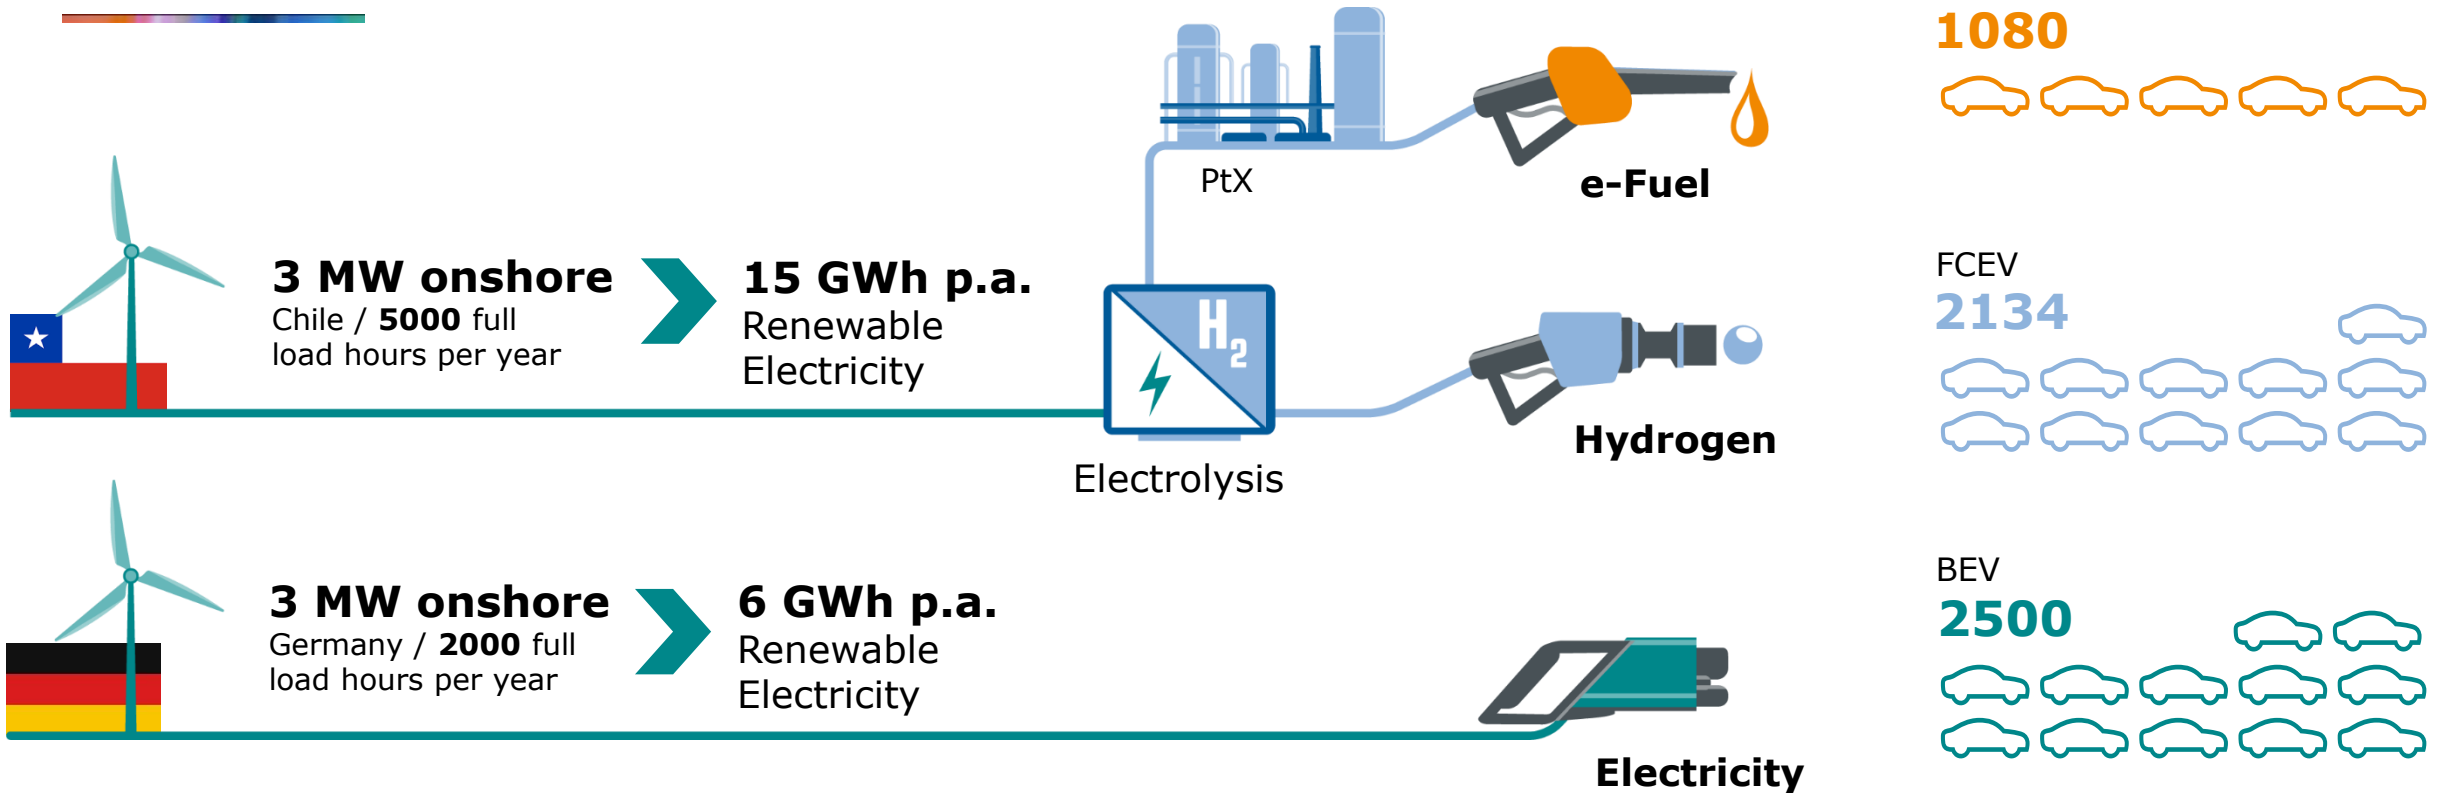 1080
PtX
e-Fuel
3 MW onshore
Chile / 5000 full
load hours per year
15 GWh p.a.
Renewable
Electricity
H2
Electrolysis
Hydrogen
FCEV
2134
3 MW onshore
Germany / 2000 full
load hours per year
6 GWh p.a.
Renewable
Electricity
Electricity
BEV
2500